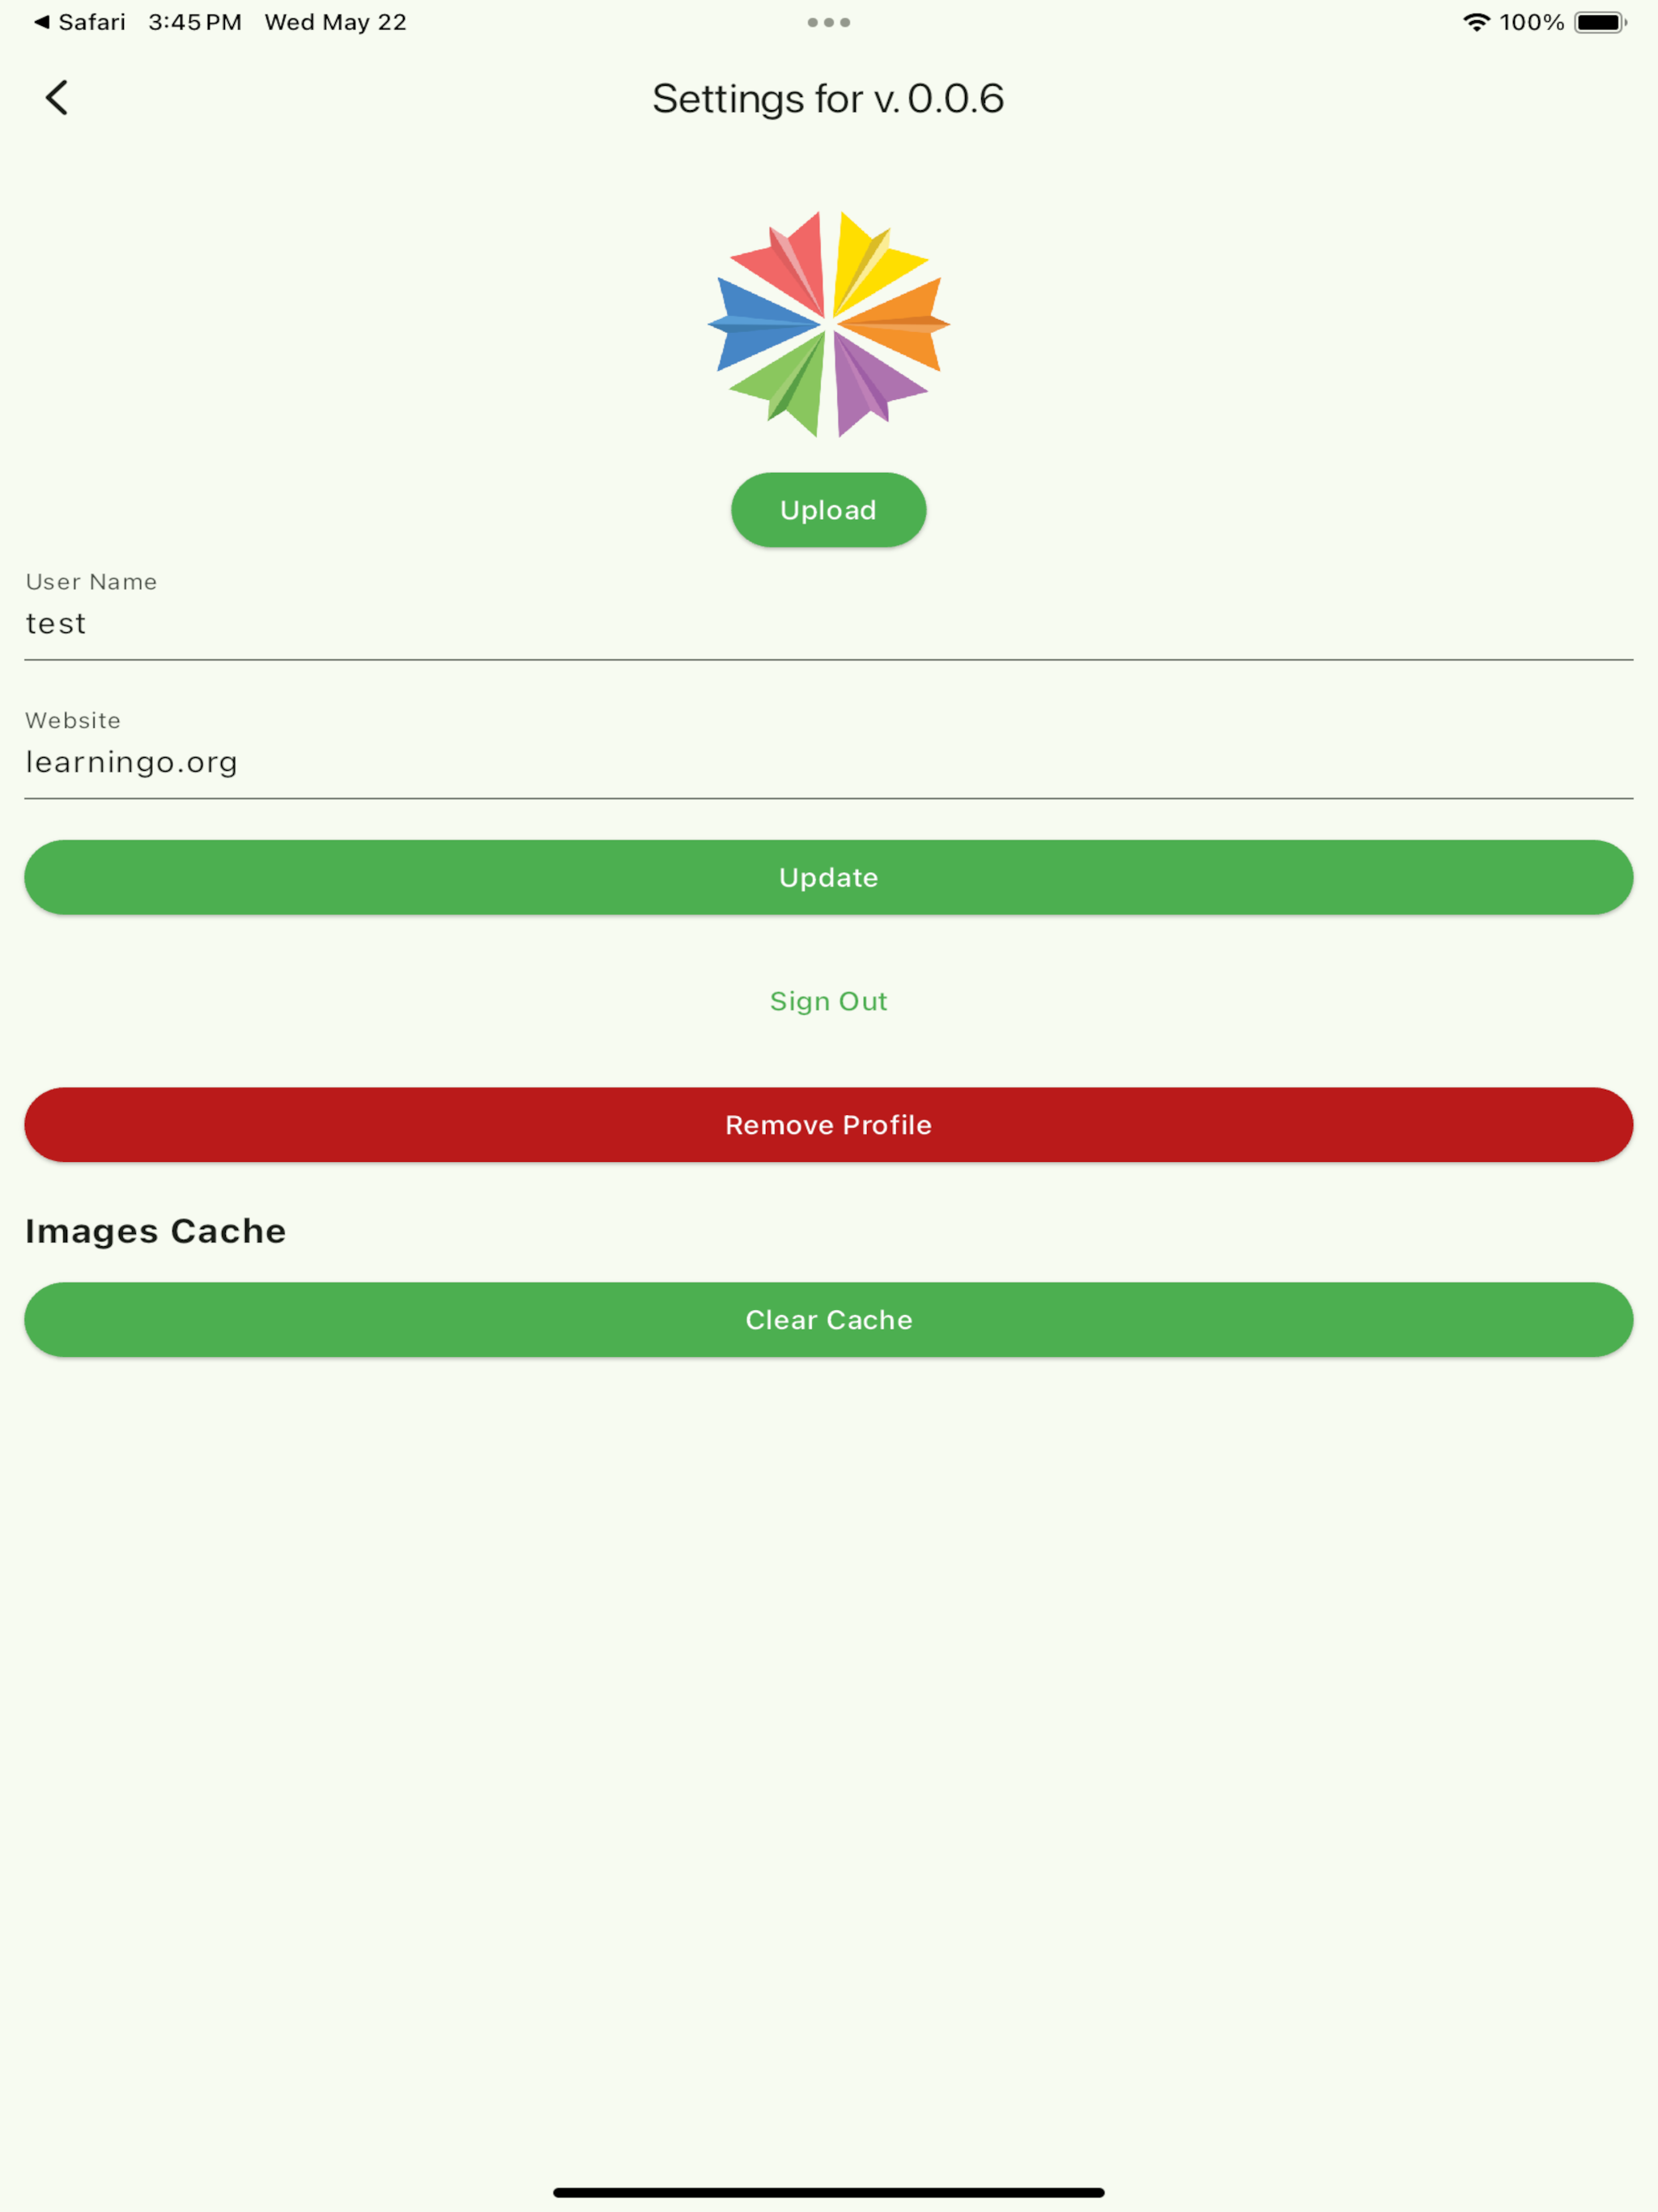 Safari 3:45 PM Wed May 22 100%
Settings for v. 0.0.6
Upload
User Name
test
Website
learningo.org
Update
Sign Out
Remove Profile
Images Cache
Clear Cache